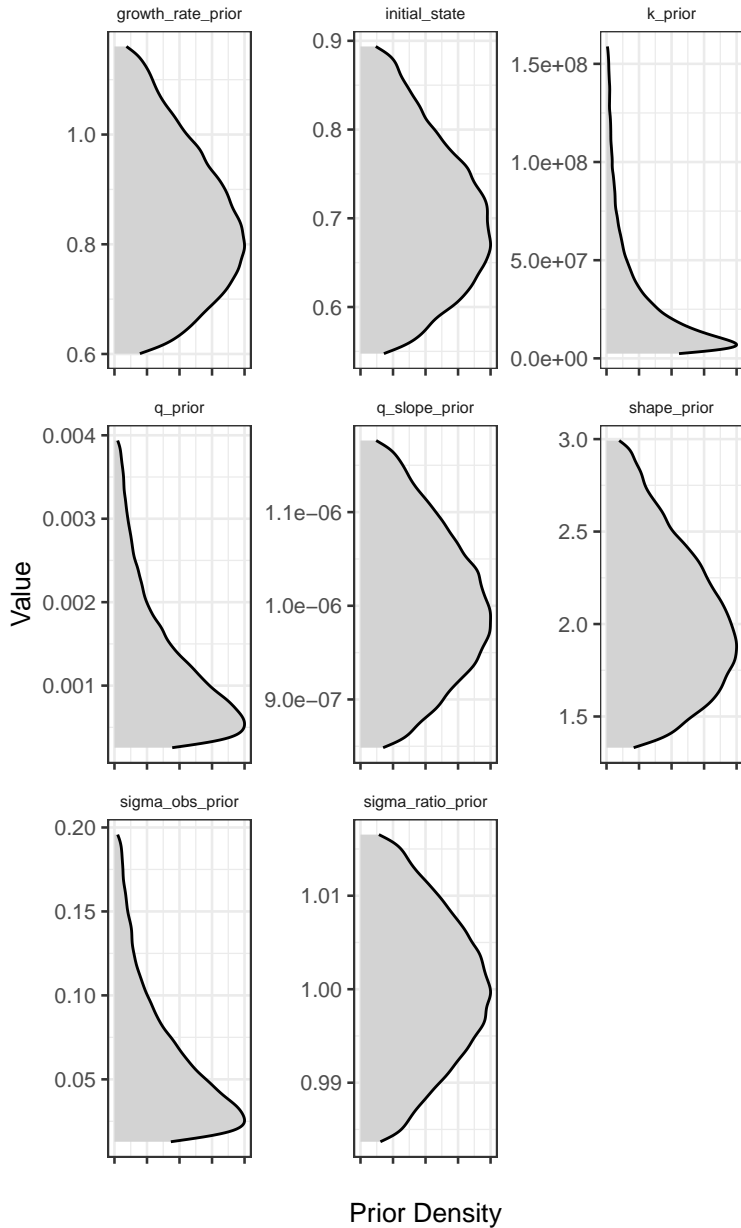 growth_rate_prior
initial_state
k_prior
1.0
0.8
0.6
0.9
0.8
0.7
0.6
1.5e+08
1.0e+08
5.0e+07
0.0e+00
q_prior
q_slope_prior
shape_prior
Value
0.004
0.003
0.002
0.001
1.1e−06
1.0e−06
9.0e−07
3.0
2.5
2.0
1.5
sigma_obs_prior
sigma_ratio_prior
0.20
0.15
0.10
0.05
1.01
1.00
0.99
Prior Density